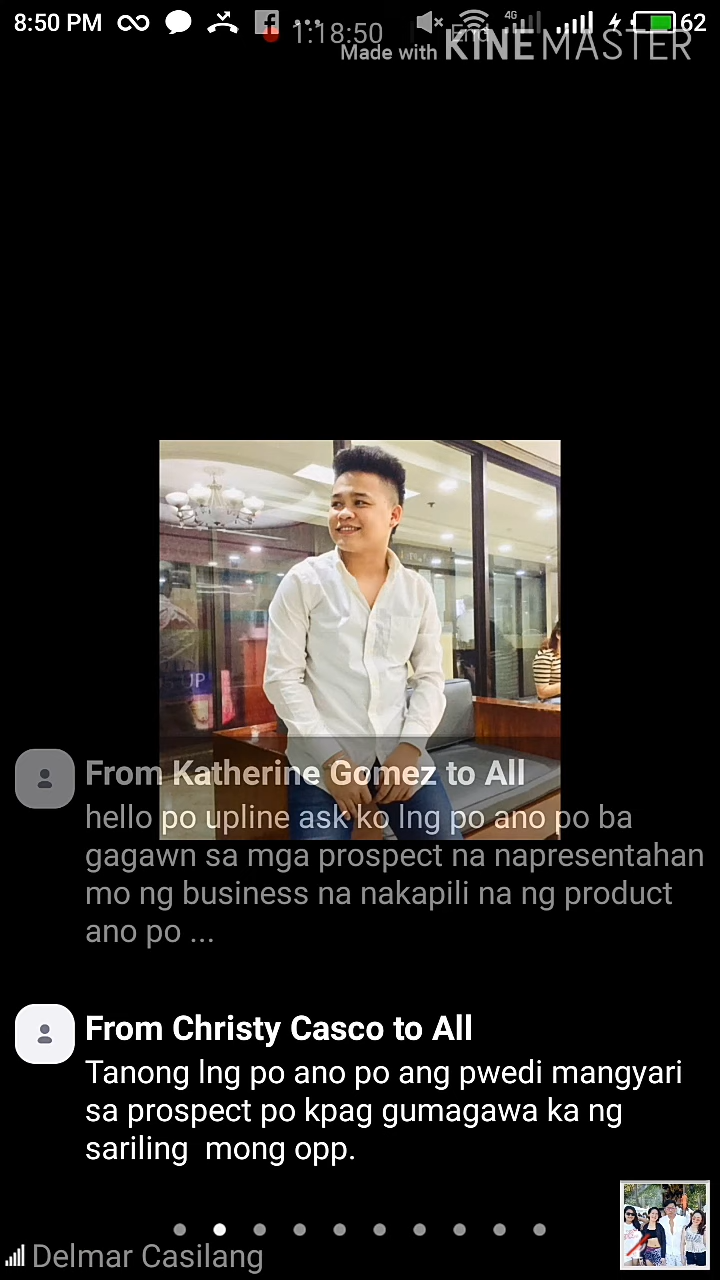 8:50 PM
4G
62
1:18:50
End
Made with KINEMASTER
UP
From Katherine Gomez to All
hello po upline ask ko lng po ano po ba
gagawn sa mga prospect na napresentahan
mo ng business na nakapili na ng product
ano po ...
From Christy Casco to All
Tanong lng po ano po ang pwedi mangyari
sa prospect po kpag gumagawa ka ng
sariling mong opp.
Delmar Casilang